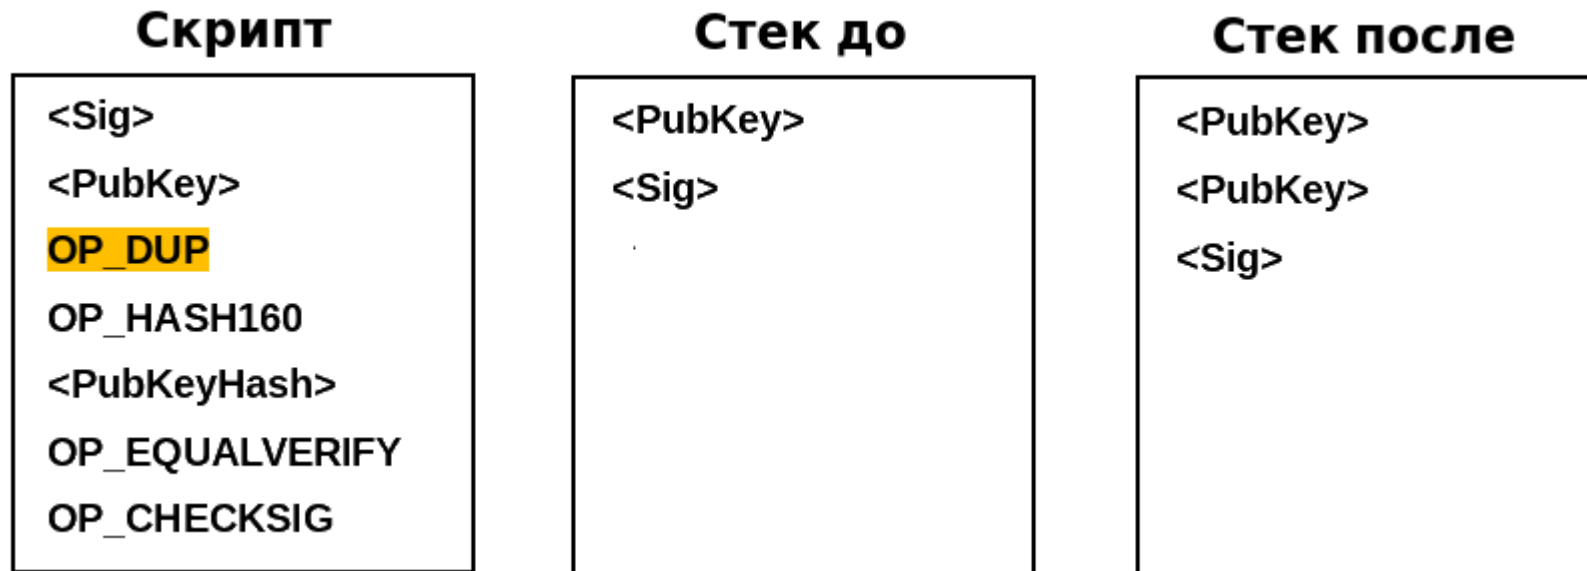 Скрипт
<Sig>
<PubKey>
OP_DUP
OP_HASH160
<PubKeyHash>
OP_EQUALVERIFY
OP_CHECKSIG
Стек до
<PubKey>
<Sig>
Стек после
<PubKey>
<PubKey>
<Sig>